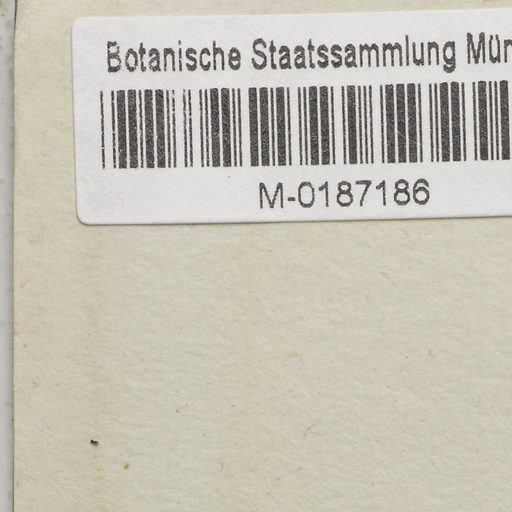 Botanische Staatssammlung Mün
M-0187186